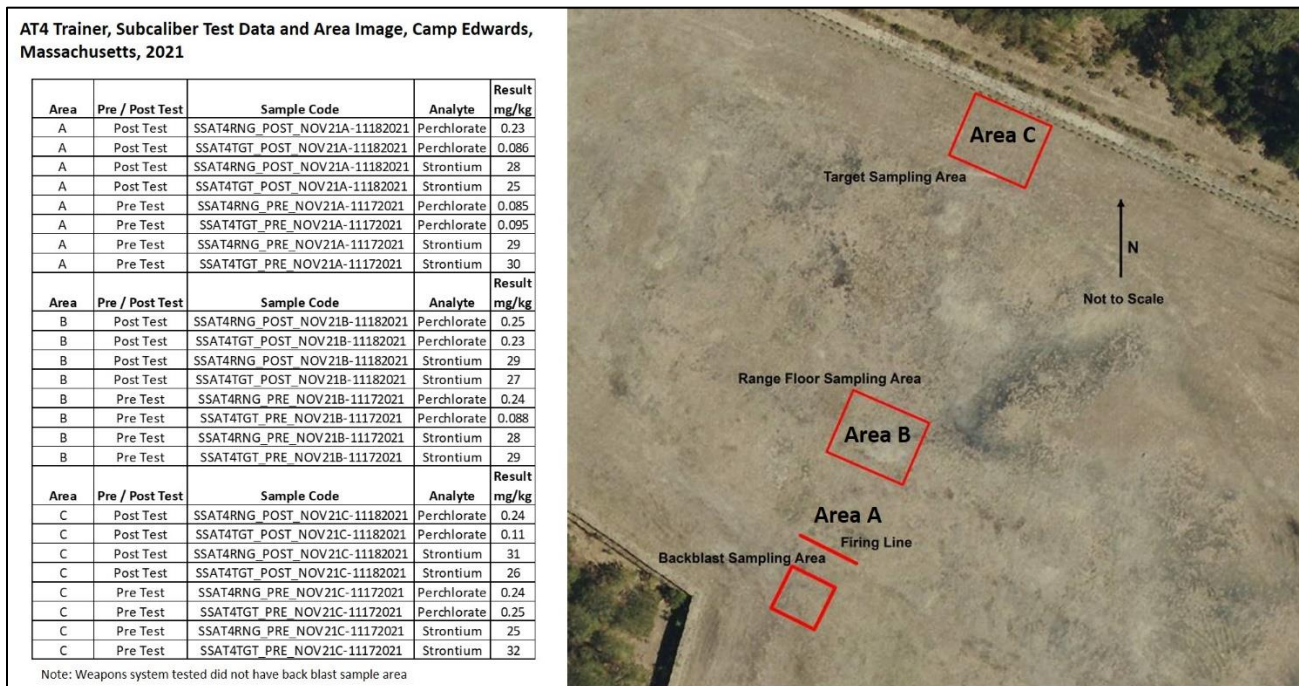 AT4 Trainer, Subcaliber Test Data and Area Image, Camp Edwards,
Massachusetts, 2021
Area Pre / Post Test Sample Code Analyte Result mg/kg
A Post Test SSAT4RNG_POST_NOV21A-11182021 Perchlorate 0.23
A Post Test SSAT4TGT_POST_NOV21A-11182021 Perchlorate 0.086
A Post Test SSAT4RNG_POST_NOV21A-11182021 Strontium 28
A Post Test SSAT4TGT_POST_NOV21A-11182021 Strontium 25
A Pre Test SSAT4RNG_PRE_NOV21A-11172021 Perchlorate 0.085
A Pre Test SSAT4TGT_PRE_NOV21A-11172021 Perchlorate 0.095
A Pre Test SSAT4RNG_PRE_NOV21A-11172021 Strontium 29
A Pre Test SSAT4TGT_PRE_NOV21A-11172021 Strontium 30
Area Pre / Post Test Sample Code Analyte Result mg/kg
B Post Test SSAT4RNG_POST_NOV21B-11182021 Perchlorate 0.25
B Post Test SSAT4TGT_POST_NOV21B-11182021 Perchlorate 0.23
B Post Test SSAT4RNG_POST_NOV21B-11182021 Strontium 29
B Post Test SSAT4TGT_POST_NOV21B-11182021 Strontium 27
B Pre Test SSAT4RNG_PRE_NOV21B-11172021 Perchlorate 0.24
B Pre Test SSAT4TGT_PRE_NOV21B-11172021 Perchlorate 0.088
B Pre Test SSAT4RNG_PRE_NOV21B-11172021 Strontium 28
B Pre Test SSAT4TGT_PRE_NOV21B-11172021 Strontium 29
Area Pre / Post Test Sample Code Analyte Result mg/kg
C Post Test SSAT4RNG_POST_NOV21C-11182021 Perchlorate 0.24
C Post Test SSAT4TGT_POST_NOV21C-11182021 Perchlorate 0.11
C Post Test SSAT4RNG_POST_NOV21C-11182021 Strontium 31
C Post Test SSAT4TGT_POST_NOV21C-11182021 Strontium 26
C Pre Test SSAT4RNG_PRE_NOV21C-11172021 Perchlorate 0.24
C Pre Test SSAT4TGT_PRE_NOV21C-11172021 Perchlorate 0.25
C Pre Test SSAT4RNG_PRE_NOV21C-11172021 Strontium 25
C Pre Test SSAT4TGT_PRE_NOV21C-11172021 Strontium 32
Note: Weapons system tested did not have back blast sample area
Area C
Target Sampling Area
N
Not to Scale
Range Floor Sampling Area
Area B
Area A
Firing Line
Backblast Sampling Area